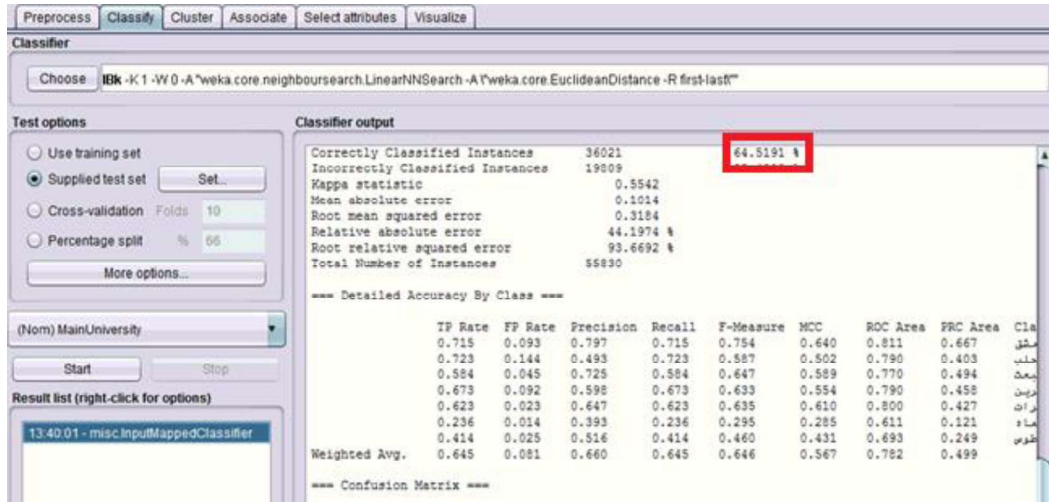 Preprocess Classify Cluster Associate Select attributes Visualize
Classifier
Choose IBk -K 1 -W 0 -A "weka.core.neighboursearch.LinearNNSearch -A \"weka.core.EuclideanDistance -R first-last\""
Test options
Use training set
Supplied test set Set...
Cross-validation Folds 10
Percentage split % 66
More options...
(Nom) MainUniversity
Start Stop
Result list (right-click for options)
13:40:01 - misc.InputMappedClassifier
Classifier output
Correctly Classified Instances 36021 64.5191 %
Incorrectly Classified Instances 19809
Kappa statistic 0.5542
Mean absolute error 0.1014
Root mean squared error 0.3184
Relative absolute error 44.1974 %
Root relative squared error 93.6692 %
Total Number of Instances 55830
=== Detailed Accuracy By Class ===
TP Rate FP Rate Precision Recall F-Measure MCC ROC Area PRC Area Cla
0.715 0.093 0.797 0.715 0.754 0.640 0.811 0.667
0.723 0.144 0.493 0.723 0.587 0.502 0.790 0.403 حلب
0.584 0.045 0.725 0.584 0.647 0.589 0.770 0.494
0.673 0.092 0.598 0.673 0.633 0.554 0.790 0.458
0.623 0.023 0.647 0.623 0.635 0.610 0.800 0.427
0.236 0.014 0.393 0.236 0.295 0.285 0.611 0.121
0.414 0.025 0.516 0.414 0.460 0.431 0.693 0.249
Weighted Avg. 0.645 0.081 0.660 0.645 0.646 0.567 0.782 0.499
=== Confusion Matrix ===